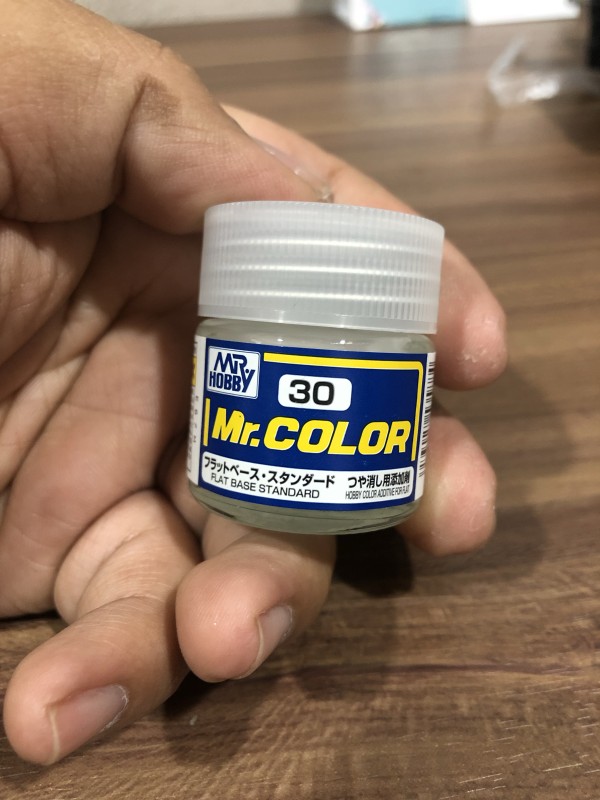 MR
HOBBY
30
Mr.COLOR
フラットベース・スタンダード
FLAT BASE STANDARD
つや消し用添加剤
HOBBY COLOR ADDITIVE FOR FLAT